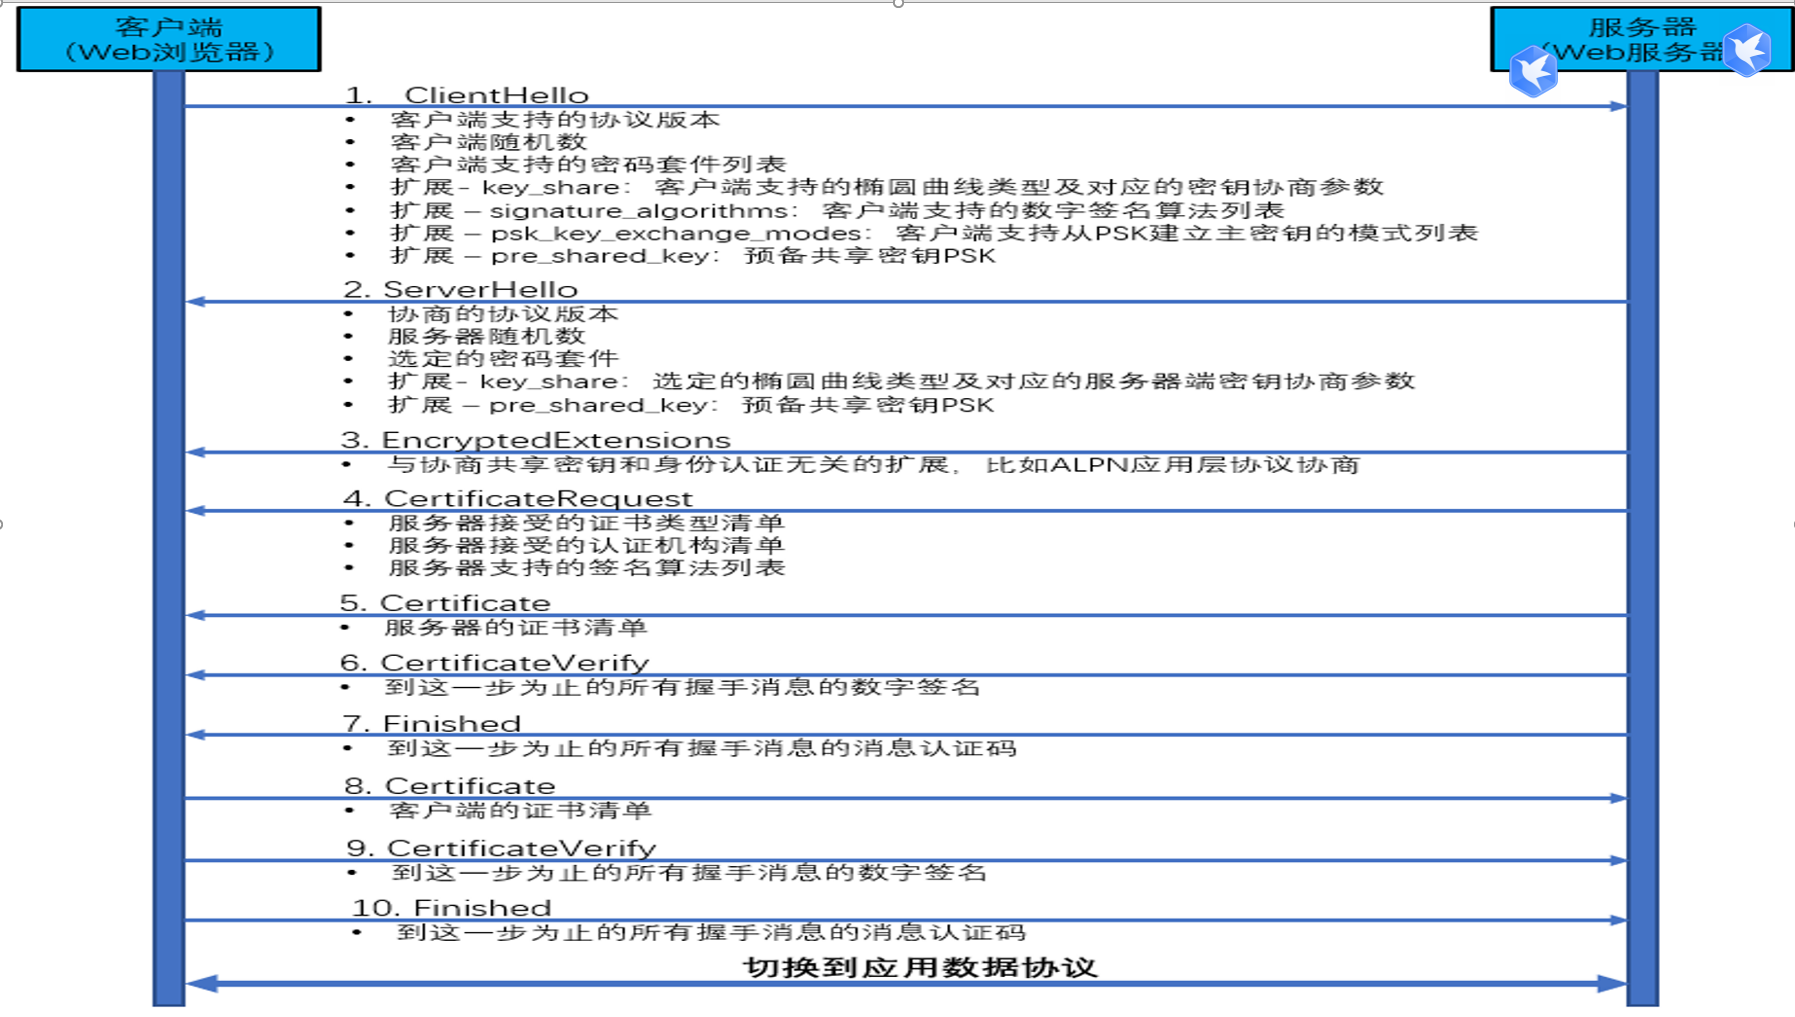 客户端
（Web浏览器）
服务器
（Web服务器
1. ClientHello
• 客户端支持的协议版本
• 客户端随机数
• 客户端支持的密码套件列表
• 扩展- key_share： 客户端支持的椭圆曲线类型及对应的密钥协商参数
• 扩展 – signature_algorithms： 客户端支持的数字签名算法列表
• 扩展 – psk_key_exchange_modes： 客户端支持从PSK建立主密钥的模式列表
• 扩展 – pre_shared_key： 预备共享密钥PSK
2. ServerHello
• 协商的协议版本
• 服务器随机数
• 选定的密码套件
• 扩展- key_share： 选定的椭圆曲线类型及对应的服务器端密钥协商参数
• 扩展 – pre_shared_key： 预备共享密钥PSK
3. EncryptedExtensions
• 与协商共享密钥和身份认证无关的扩展，比如ALPN应用层协议协商
4. CertificateRequest
• 服务器接受的证书类型清单
• 服务器接受的认证机构清单
• 服务器支持的签名算法列表
5. Certificate
• 服务器的证书清单
6. CertificateVerify
• 到这一步为止的所有握手消息的数字签名
7. Finished
• 到这一步为止的所有握手消息的消息认证码
8. Certificate
• 客户端的证书清单
9. CertificateVerify
• 到这一步为止的所有握手消息的数字签名
10. Finished
• 到这一步为止的所有握手消息的消息认证码
切换到应用数据协议